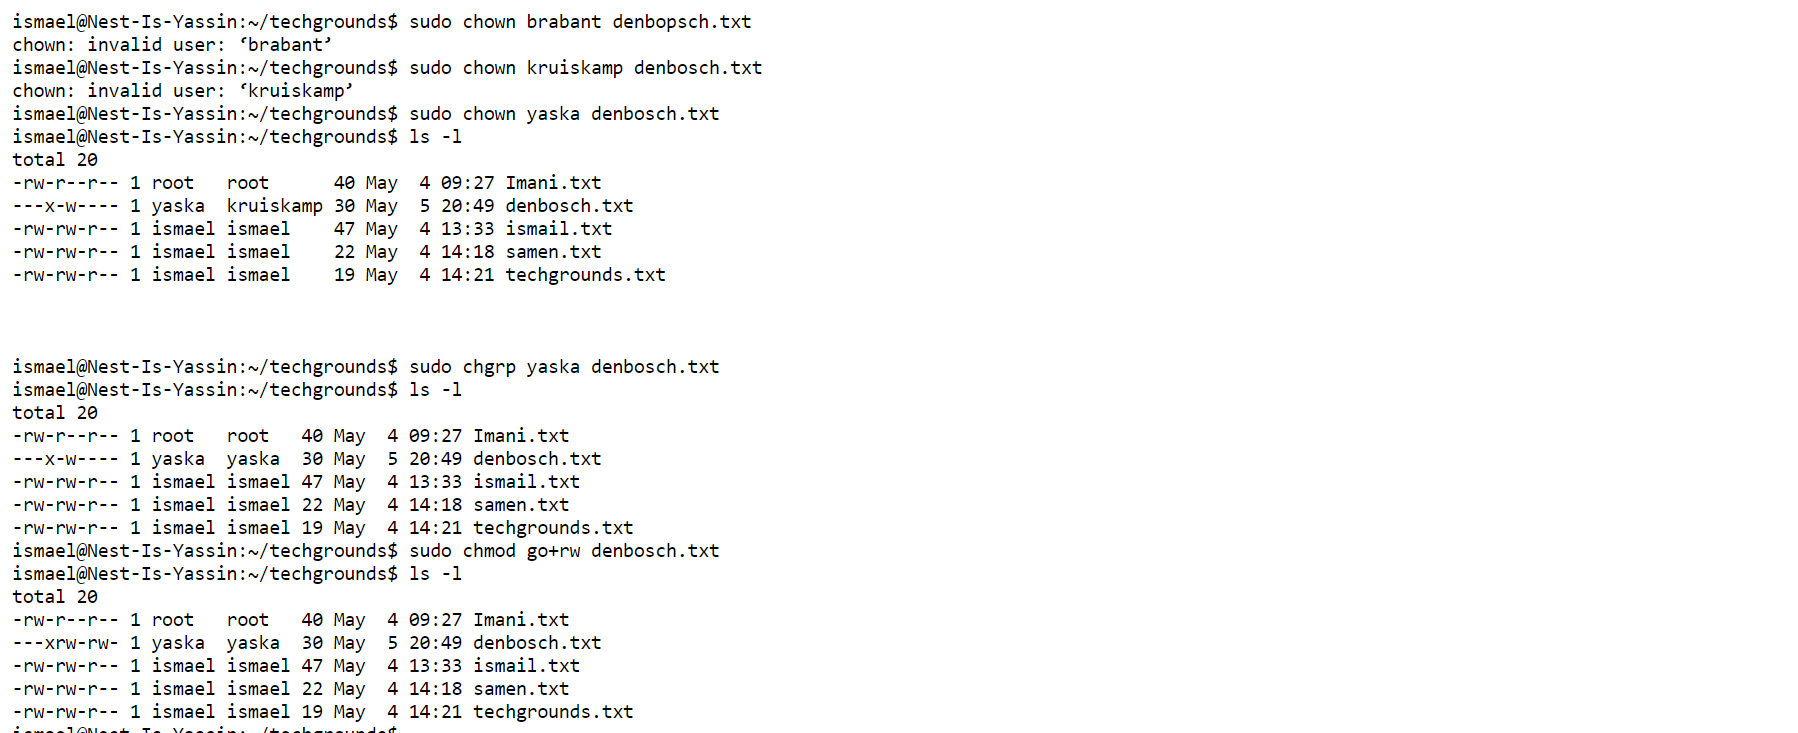 ismael@Nest-Is-Yassin:~/techgrounds$ sudo chown brabant denbopsch.txt
chown: invalid user: ‘brabant’
ismael@Nest-Is-Yassin:~/techgrounds$ sudo chown kruiskamp denbosch.txt
chown: invalid user: ‘kruiskamp’
ismael@Nest-Is-Yassin:~/techgrounds$ sudo chown yaska denbosch.txt
ismael@Nest-Is-Yassin:~/techgrounds$ ls -l
total 20
-rw-r--r-- 1 root   root      40 May  4 09:27 Imani.txt
---x-w---- 1 yaska  kruiskamp 30 May  5 20:49 denbosch.txt
-rw-rw-r-- 1 ismael ismael    47 May  4 13:33 ismail.txt
-rw-rw-r-- 1 ismael ismael    22 May  4 14:18 samen.txt
-rw-rw-r-- 1 ismael ismael    19 May  4 14:21 techgrounds.txt
ismael@Nest-Is-Yassin:~/techgrounds$ sudo chgrp yaska denbosch.txt
ismael@Nest-Is-Yassin:~/techgrounds$ ls -l
total 20
-rw-r--r-- 1 root   root   40 May  4 09:27 Imani.txt
---x-w---- 1 yaska  yaska  30 May  5 20:49 denbosch.txt
-rw-rw-r-- 1 ismael ismael 47 May  4 13:33 ismail.txt
-rw-rw-r-- 1 ismael ismael 22 May  4 14:18 samen.txt
-rw-rw-r-- 1 ismael ismael 19 May  4 14:21 techgrounds.txt
ismael@Nest-Is-Yassin:~/techgrounds$ sudo chmod go+rw denbosch.txt
ismael@Nest-Is-Yassin:~/techgrounds$ ls -l
total 20
-rw-r--r-- 1 root   root   40 May  4 09:27 Imani.txt
---xrw-rw- 1 yaska  yaska  30 May  5 20:49 denbosch.txt
-rw-rw-r-- 1 ismael ismael 47 May  4 13:33 ismail.txt
-rw-rw-r-- 1 ismael ismael 22 May  4 14:18 samen.txt
-rw-rw-r-- 1 ismael ismael 19 May  4 14:21 techgrounds.txt
ismael@Nest-Is-Yassin:~/techgrounds$